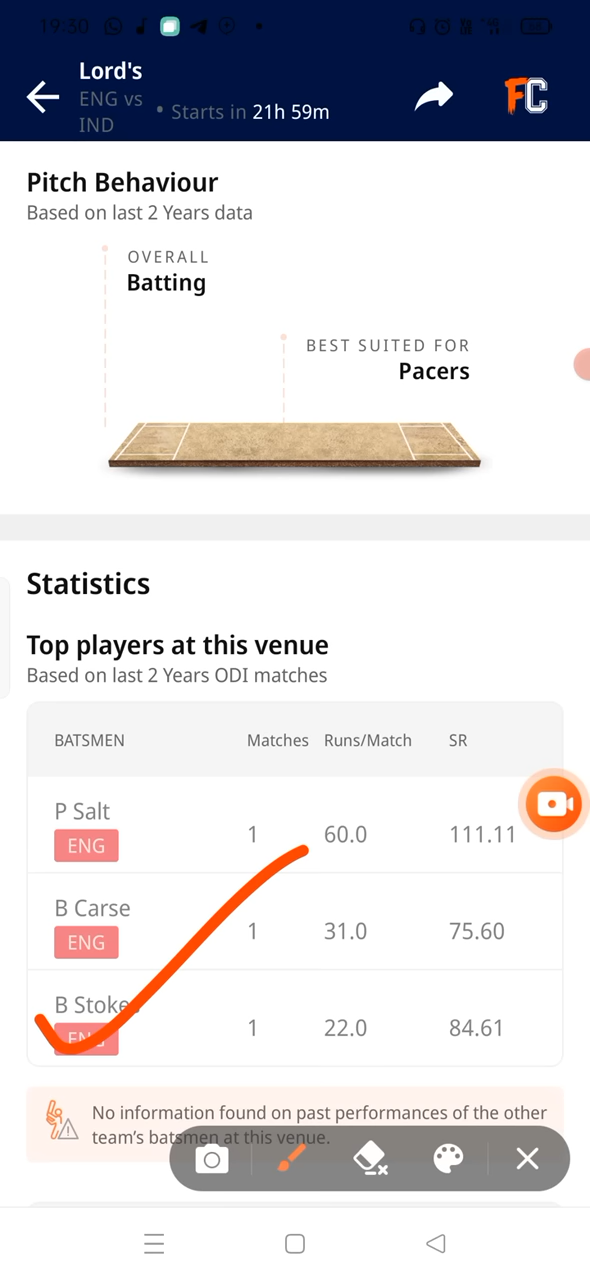 19:30
Lord's
ENG vs
IND
• Starts in 21h 59m
FC
Pitch Behaviour
Based on last 2 Years data
OVERALL
Batting
BEST SUITED FOR
Pacers
Statistics
Top players at this venue
Based on last 2 Years ODI matches
BATSMEN Matches Runs/Match SR
P Salt
ENG
1 60.0 111.11
B Carse
ENG
1 31.0 75.60
B Stokes
ENG
1 22.0 84.61
No information found on past performances of the other
team's batsmen at this venue.